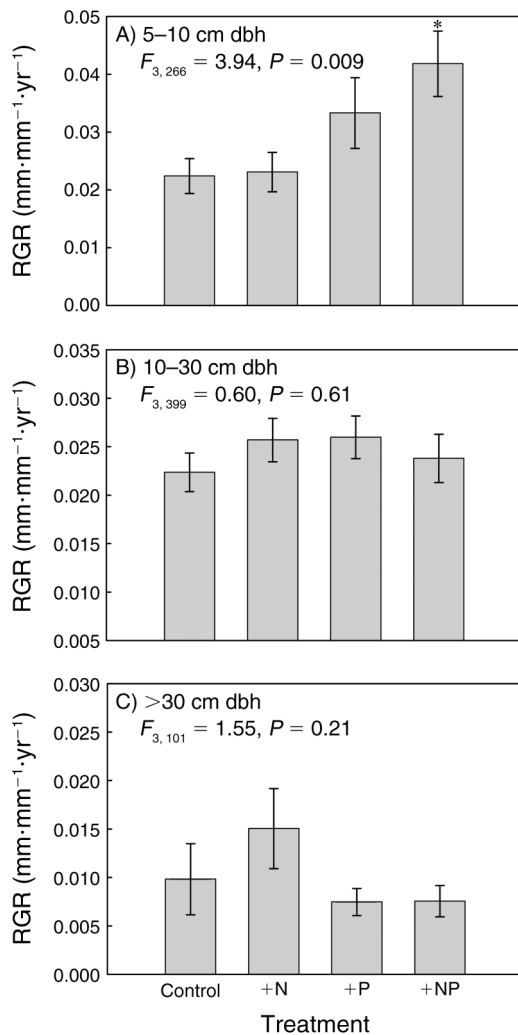 0.05
A) 5–10 cm dbh
*
F3, 266 = 3.94, P = 0.009
0.04
0.03
0.02
0.01
0.00
RGR (mm·mm⁻¹·yr⁻¹)
0.035
B) 10–30 cm dbh
0.030
F3, 399 = 0.60, P = 0.61
0.025
0.020
0.015
0.010
0.005
RGR (mm·mm⁻¹·yr⁻¹)
0.030
C) >30 cm dbh
F3, 101 = 1.55, P = 0.21
0.025
0.020
0.015
0.010
0.005
0.000
RGR (mm·mm⁻¹·yr⁻¹)
Control +N +P +NP
Treatment